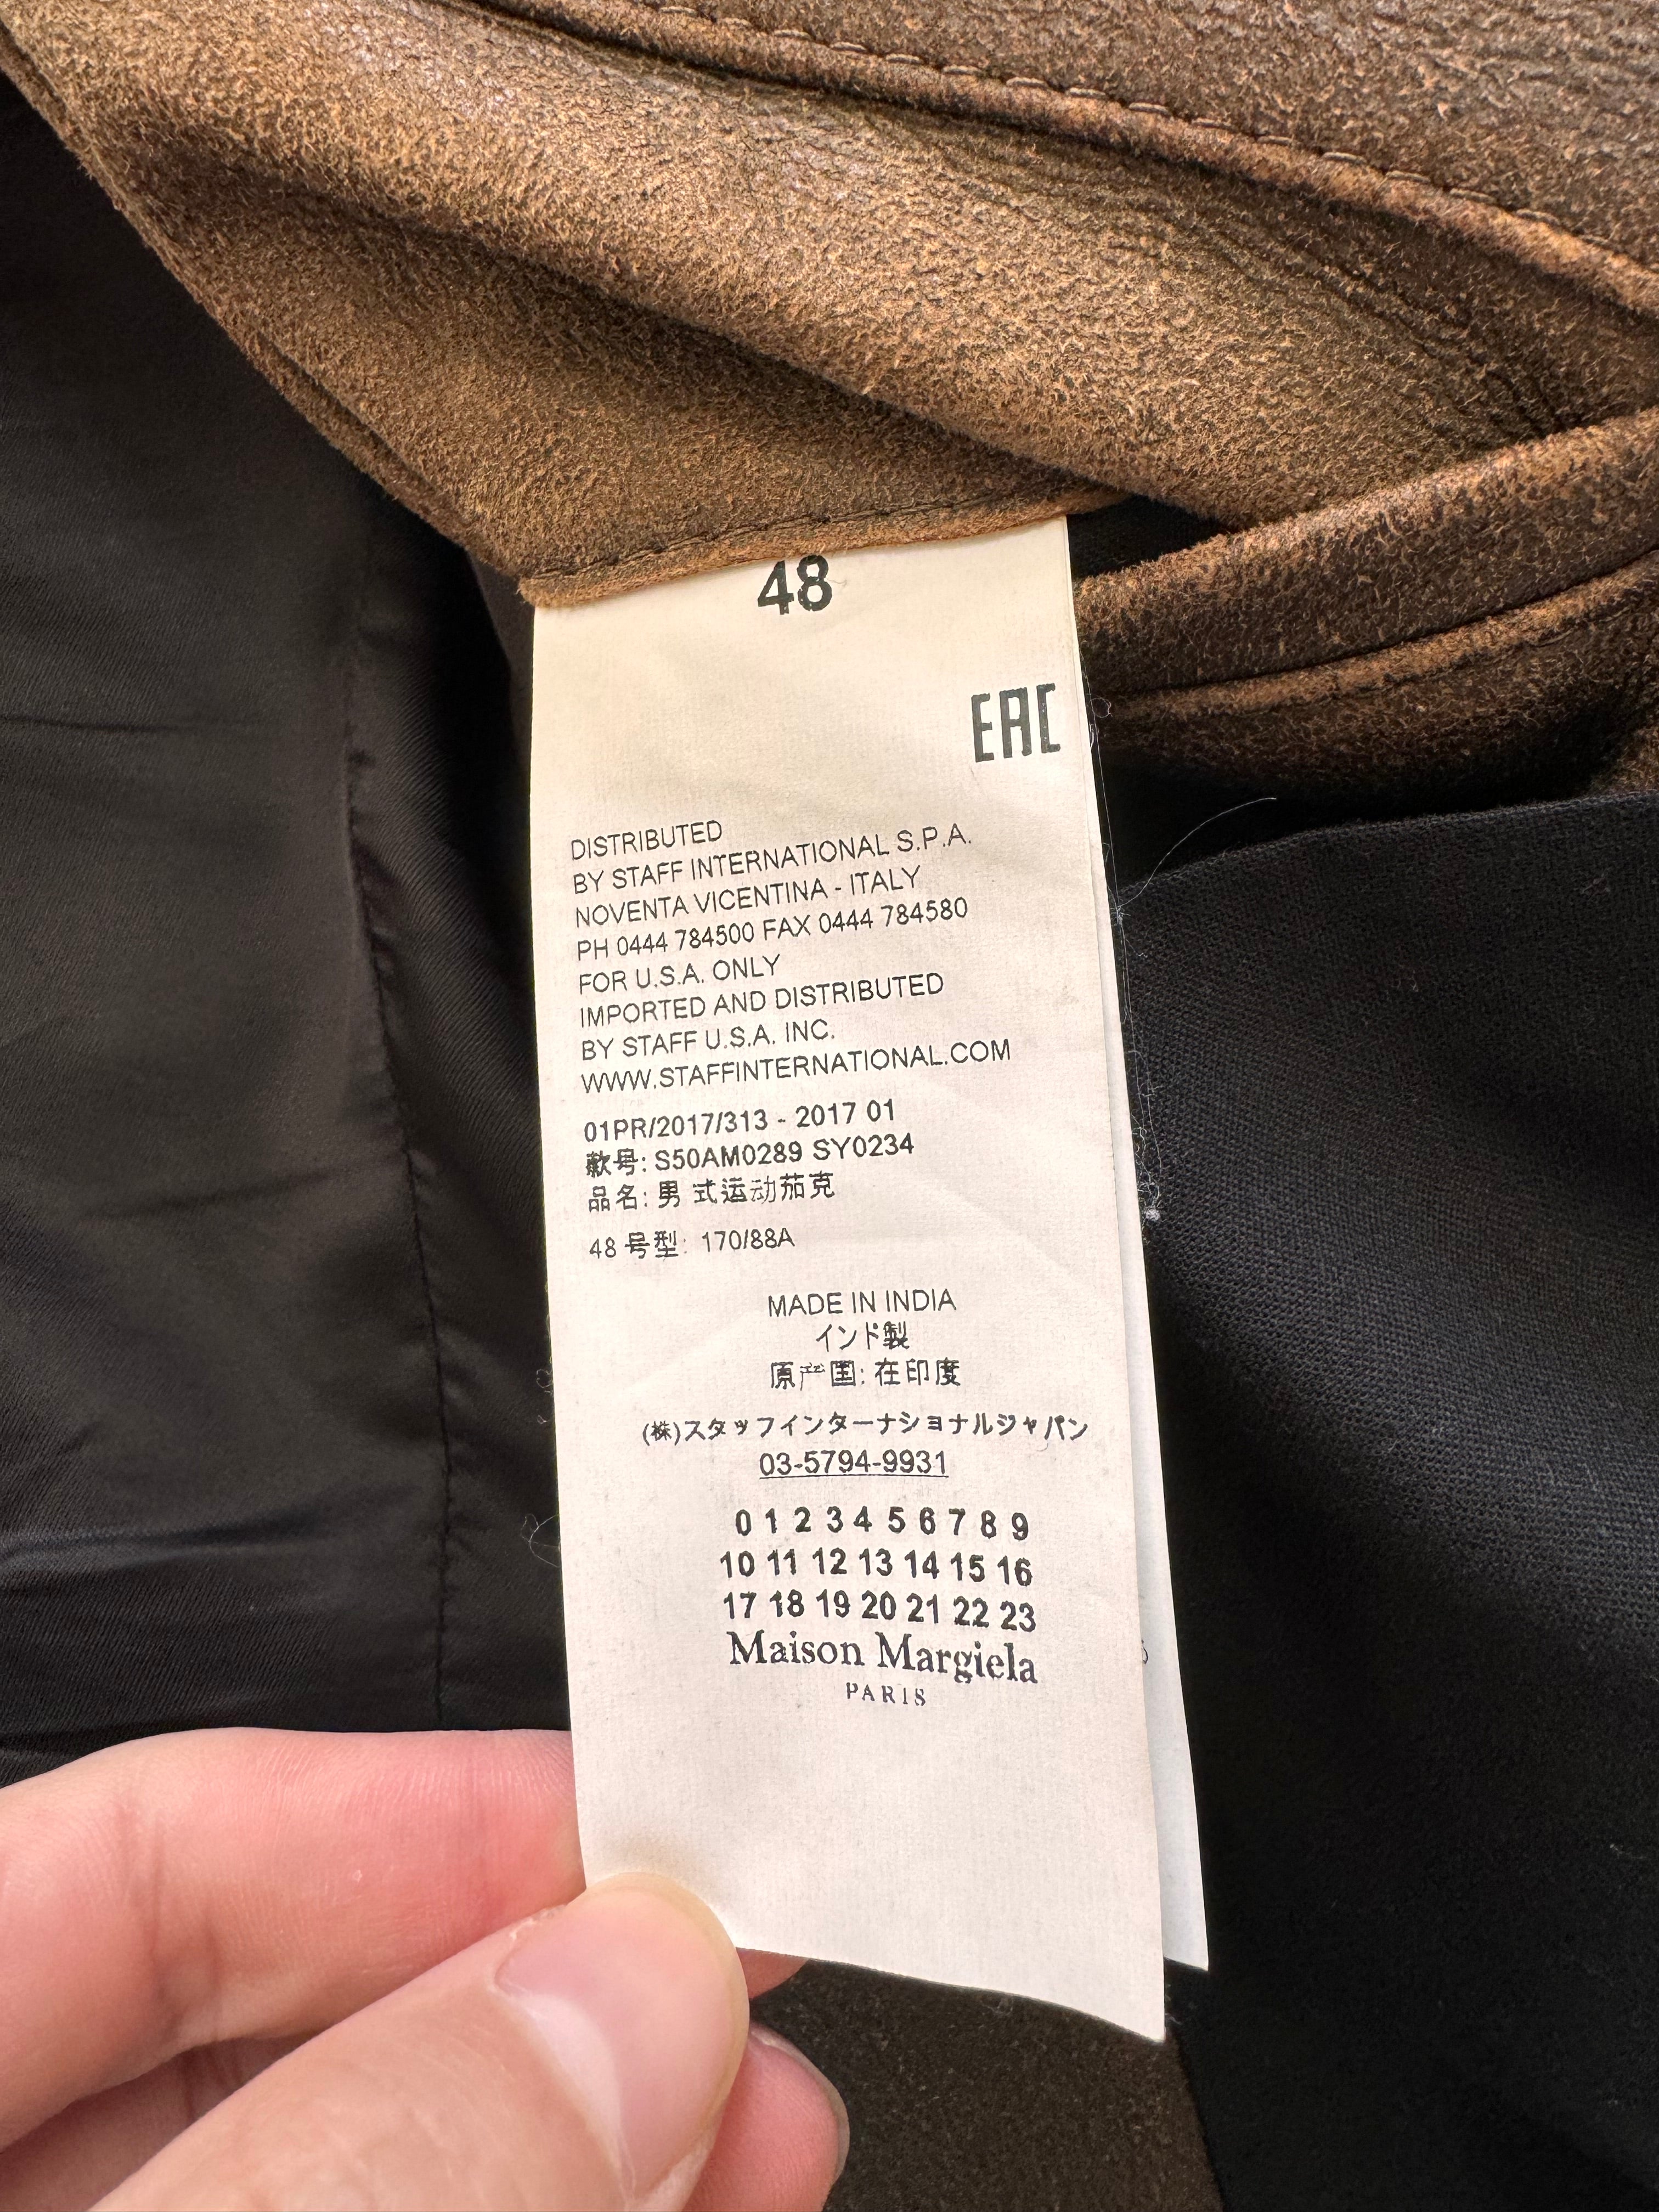 48
EAC
DISTRIBUTED
BY STAFF INTERNATIONAL S.P.A.
NOVENTA VICENTINA - ITALY
PH 0444 784500 FAX 0444 784580
FOR U.S.A. ONLY
IMPORTED AND DISTRIBUTED
BY STAFF U.S.A. INC.
WWW.STAFFINTERNATIONAL.COM
01PR/2017/313 - 2017 01
款号: S50AM0289 SY0234
品名: 男 式运动茄克
48 号型: 170/88A
MADE IN INDIA
インド製
原产国: 在印度
(株)スタッフインターナショナルジャパン
03-5794-9931
0 1 2 3 4 5 6 7 8 9
10 11 12 13 14 15 16
17 18 19 20 21 22 23
Maison Margiela
PARIS